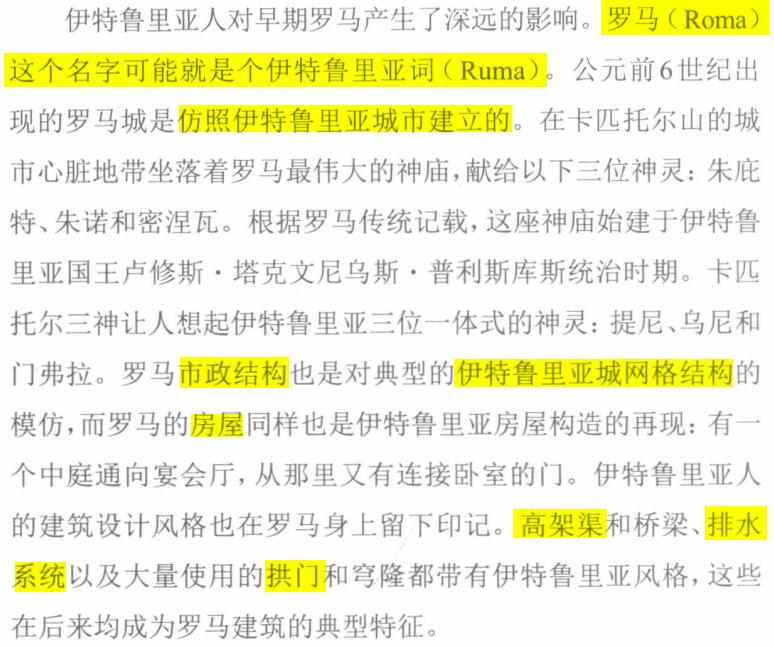 伊特鲁里亚人对早期罗马产生了深远的影响。罗马（Roma）
这个名字可能就是个伊特鲁里亚词（Ruma）。公元前6世纪出
现的罗马城是仿照伊特鲁里亚城市建立的。在卡匹托尔山的城
市心脏地带坐落着罗马最伟大的神庙，献给以下三位神灵：朱庇
特、朱诺和密涅瓦。根据罗马传统记载，这座神庙始建于伊特鲁
里亚国王卢修斯·塔克文尼乌斯·普利斯库斯统治时期。卡匹
托尔三神让人想起伊特鲁里亚三位一体式的神灵：提尼、乌尼和
门弗拉。罗马市政结构也是对典型的伊特鲁里亚城网格结构的
模仿，而罗马的房屋同样也是伊特鲁里亚房屋构造的再现：有一
个中庭通向宴会厅，从那里又有连接卧室的门。伊特鲁里亚人
的建筑设计风格也在罗马身上留下印记。高架渠和桥梁、排水
系统以及大量使用的拱门和穹隆都带有伊特鲁里亚风格，这些
在后来均成为罗马建筑的典型特征。